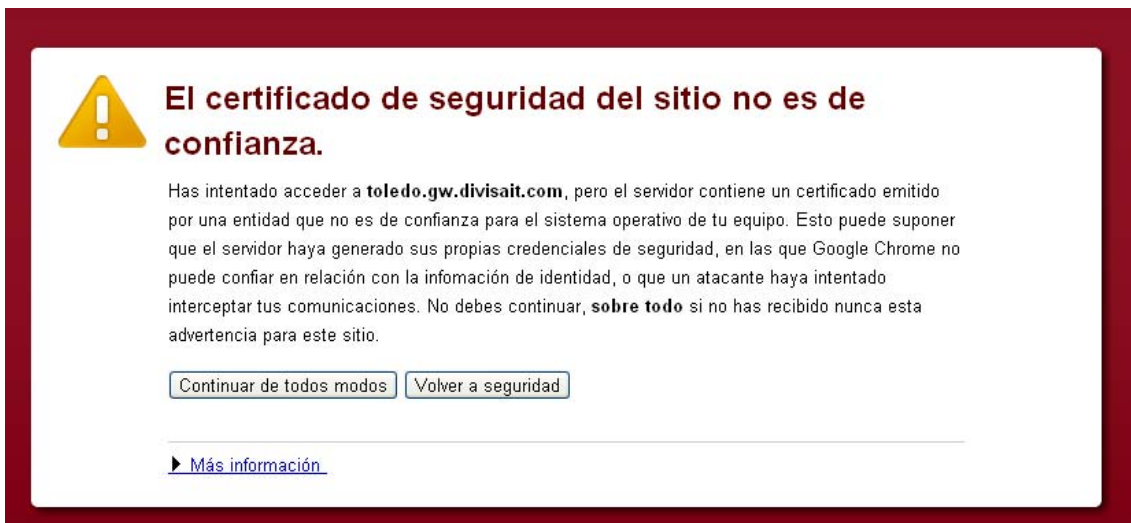 El certificado de seguridad del sitio no es de
confianza.
Has intentado acceder a toledo.gw.divisait.com, pero el servidor contiene un certificado emitido
por una entidad que no es de confianza para el sistema operativo de tu equipo. Esto puede suponer
que el servidor haya generado sus propias credenciales de seguridad, en las que Google Chrome no
puede confiar en relación con la infomación de identidad, o que un atacante haya intentado
interceptar tus comunicaciones. No debes continuar, sobre todo si no has recibido nunca esta
advertencia para este sitio.
Continuar de todos modos Volver a seguridad
Más información